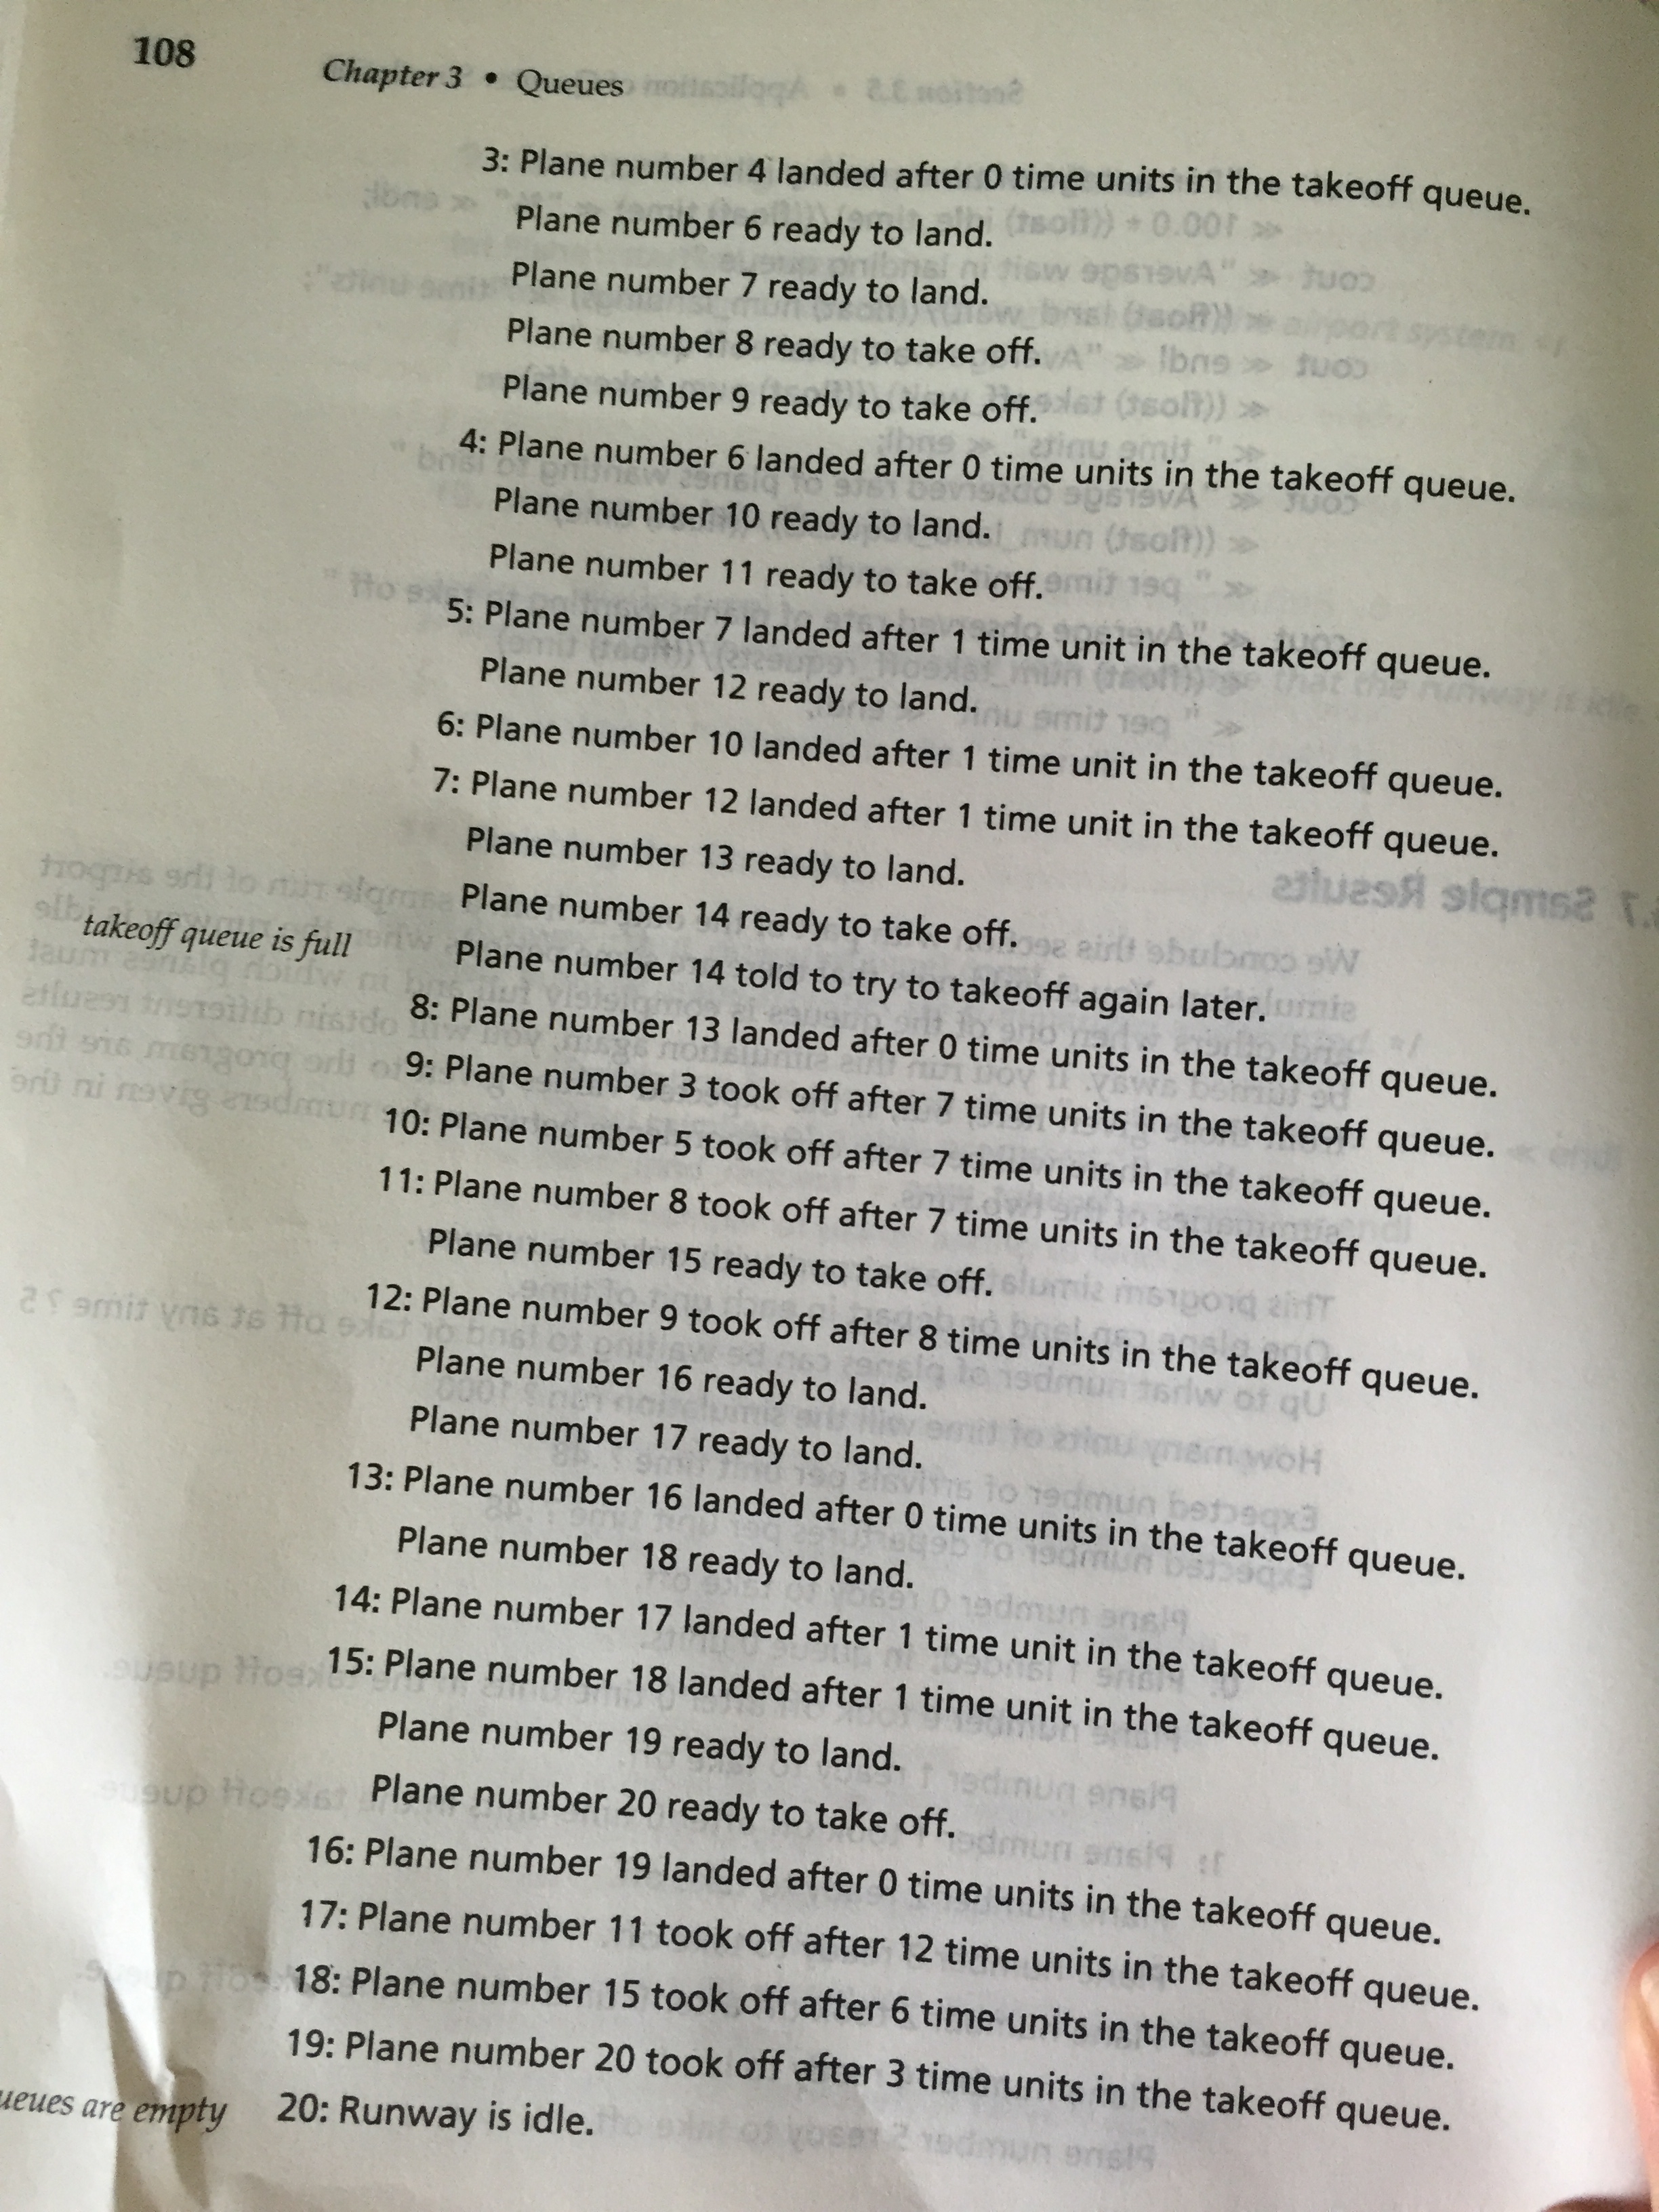 108
Chapter 3 • Queues
3: Plane number 4 landed after 0 time units in the takeoff queue.
Plane number 6 ready to land.
Plane number 7 ready to land.
Plane number 8 ready to take off.
Plane number 9 ready to take off.
4: Plane number 6 landed after 0 time units in the takeoff queue.
Plane number 10 ready to land.
Plane number 11 ready to take off.
5: Plane number 7 landed after 1 time unit in the takeoff queue.
Plane number 12 ready to land.
6: Plane number 10 landed after 1 time unit in the takeoff queue.
7: Plane number 12 landed after 1 time unit in the takeoff queue.
Plane number 13 ready to land.
Plane number 14 ready to take off.
takeoff queue is full
Plane number 14 told to try to takeoff again later.
8: Plane number 13 landed after 0 time units in the takeoff queue.
9: Plane number 3 took off after 7 time units in the takeoff queue.
10: Plane number 5 took off after 7 time units in the takeoff queue.
11: Plane number 8 took off after 7 time units in the takeoff queue.
Plane number 15 ready to take off.
12: Plane number 9 took off after 8 time units in the takeoff queue.
Plane number 16 ready to land.
Plane number 17 ready to land.
13: Plane number 16 landed after 0 time units in the takeoff queue.
Plane number 18 ready to land.
14: Plane number 17 landed after 1 time unit in the takeoff queue.
15: Plane number 18 landed after 1 time unit in the takeoff queue.
Plane number 19 ready to land.
Plane number 20 ready to take off.
16: Plane number 19 landed after 0 time units in the takeoff queue.
17: Plane number 11 took off after 12 time units in the takeoff queue.
18: Plane number 15 took off after 6 time units in the takeoff queue.
19: Plane number 20 took off after 3 time units in the takeoff queue.
are empty
20: Runway is idle.